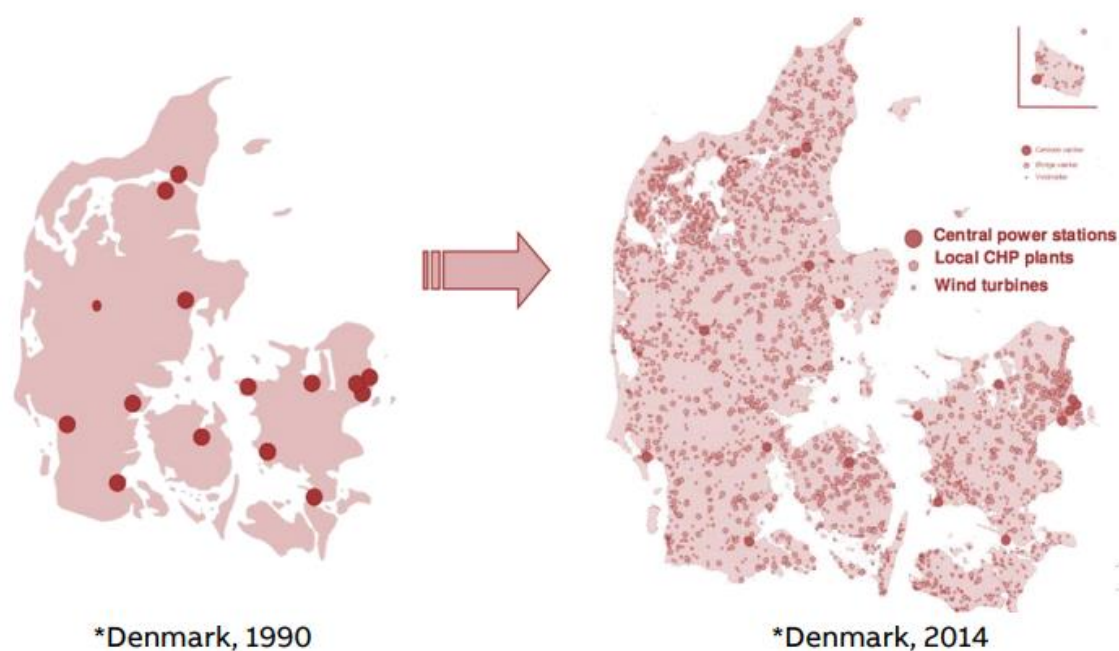 Central power stations
Local CHP plants
Wind turbines
*Denmark, 1990
*Denmark, 2014